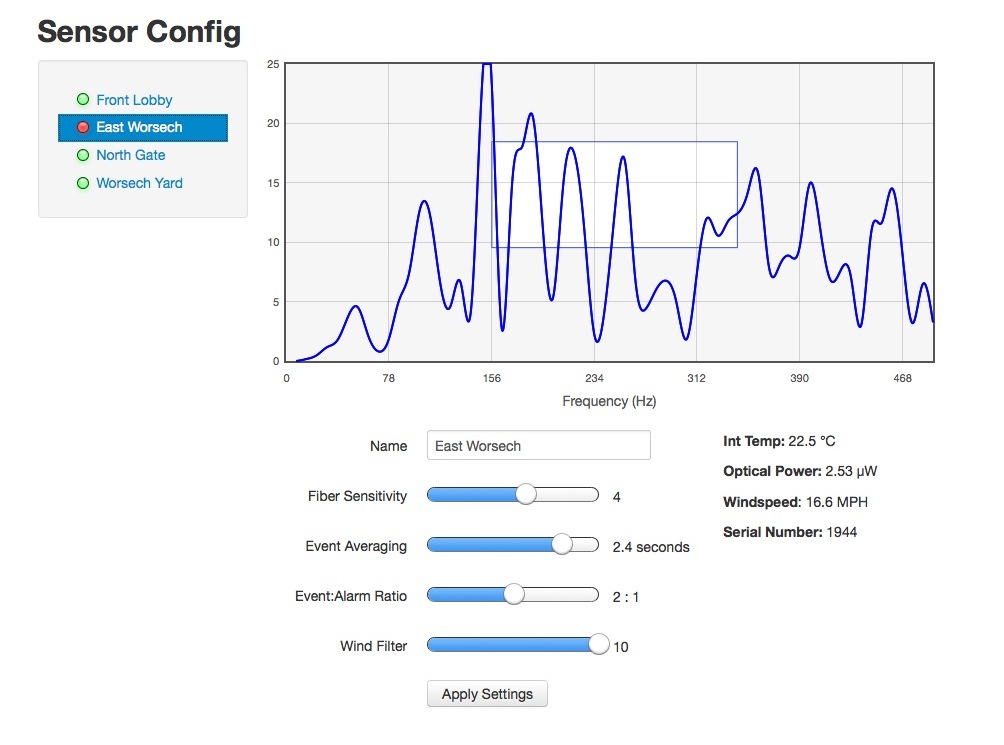 Sensor Config
Front Lobby
East Worsech
North Gate
Worsech Yard
25
20
15
10
5
0
0 78 156 234 312 390 468
Frequency (Hz)
Name East Worsech
Fiber Sensitivity 4
Event Averaging 2.4 seconds
Event:Alarm Ratio 2 : 1
Wind Filter 10
Apply Settings
Int Temp: 22.5 °C
Optical Power: 2.53 µW
Windspeed: 16.6 MPH
Serial Number: 1944